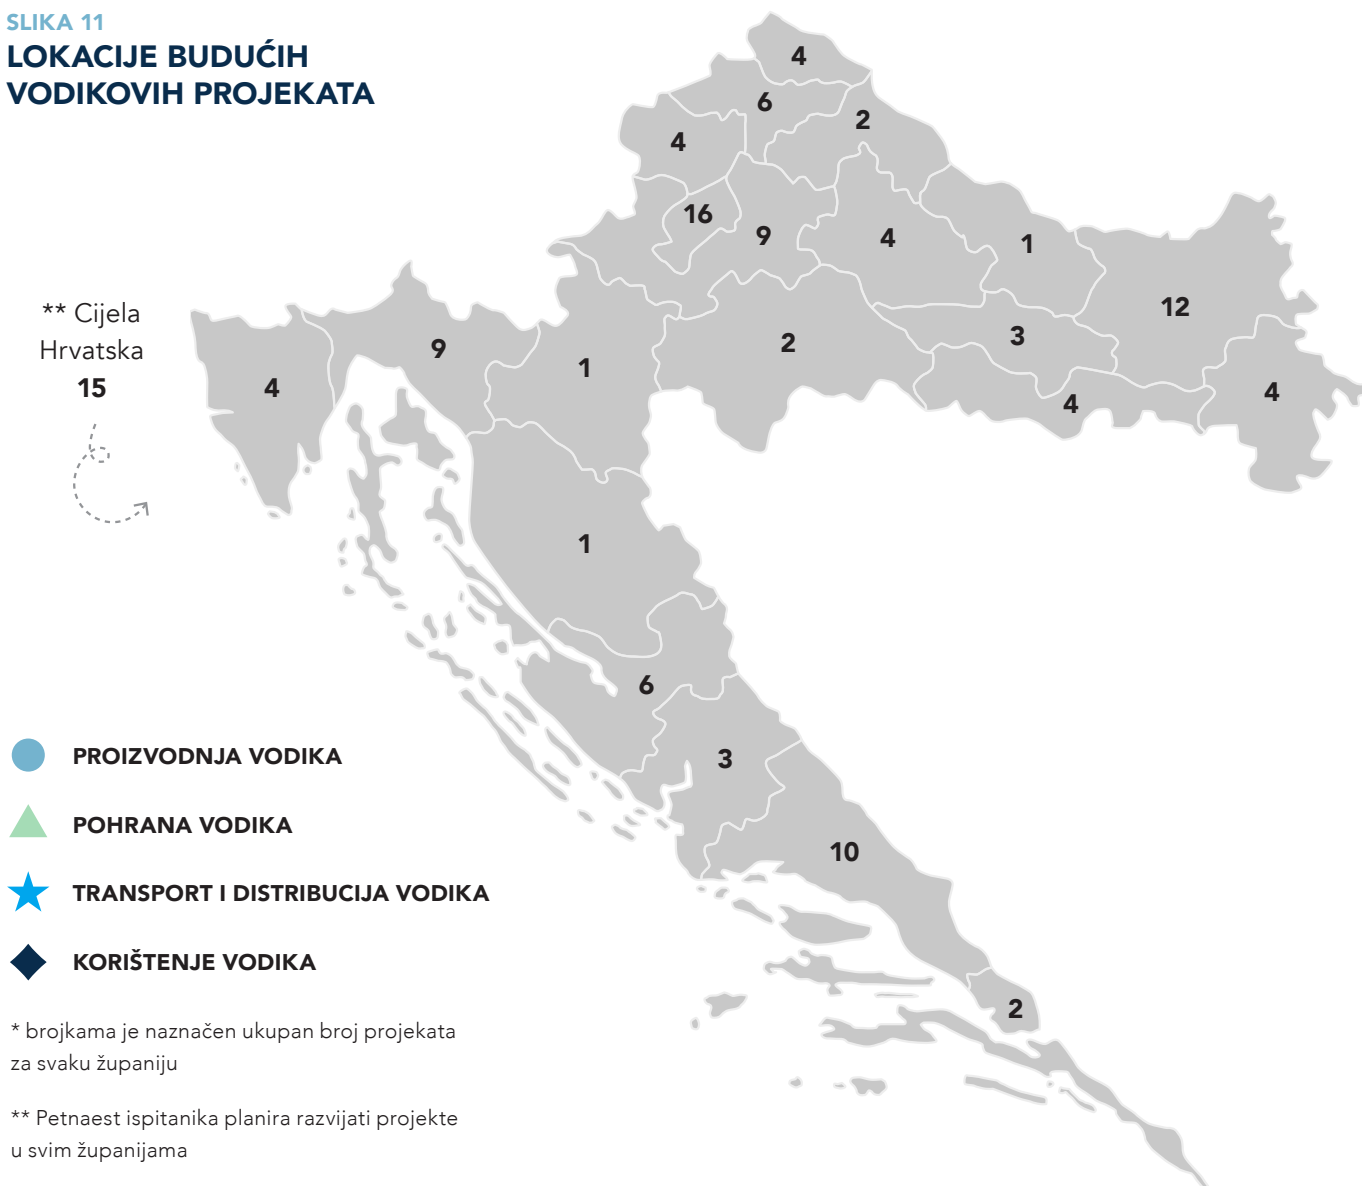 SLIKA 11
LOKACIJE BUDUĆIH
VODIKOVIH PROJEKATA
4
6
2
4
16
9
4
1
12
** Cijela
Hrvatska
15
4
9
1
2
3
4
4
1
6
3
10
2
PROIZVODNJA VODIKA
POHRANA VODIKA
TRANSPORT I DISTRIBUCIJA VODIKA
KORIŠTENJE VODIKA
* brojkama je naznačen ukupan broj projekata
za svaku županiju
** Petnaest ispitanika planira razvijati projekte
u svim županijama